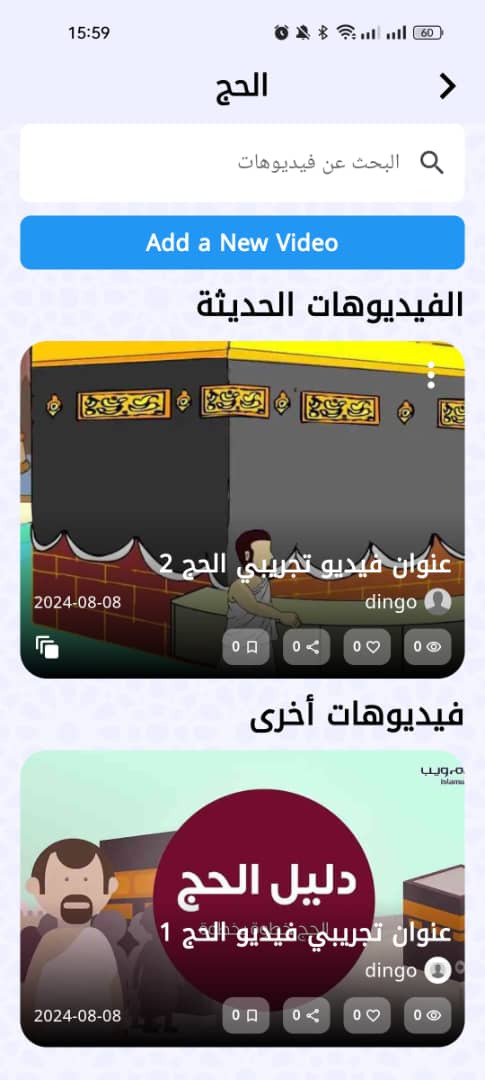 15:59
60
الحج
البحث عن فيديوهات
Add a New Video
الفيديوهات الحديثة
عنوان فيديو تجريبي الحج 2
2024-08-08
dingo
0 0 0 0
فيديوهات أخرى
دليل الحج
عنوان تجريبي فيديو الحج 1
dingo
2024-08-08
0 0 0 0